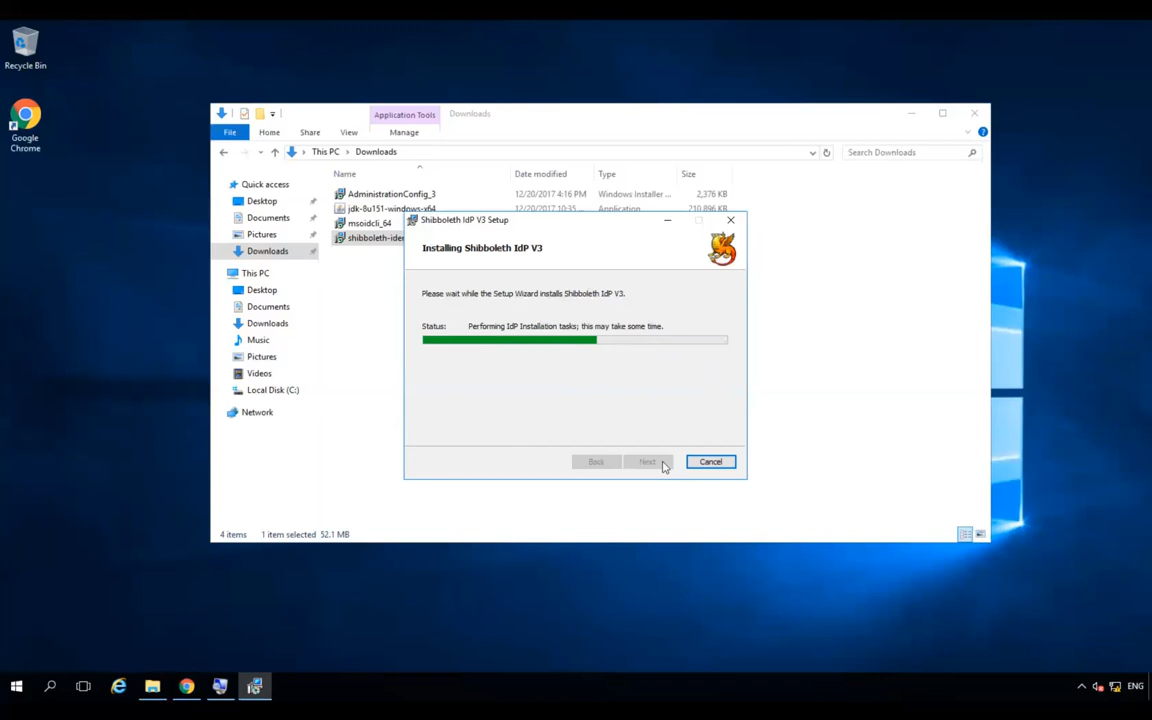 Recycle Bin
Google
Chrome
Application Tools
Downloads
File
Home
Share
View
Manage
This PC
Downloads
Search Downloads
Name
Date modified
Type
Size
Quick access
Desktop
Documents
Pictures
Downloads
This PC
Desktop
Documents
Downloads
Music
Pictures
Videos
Local Disk (C:)
Network
AdministrationConfig_3
12/20/2017 4:16 PM
Windows Installer ...
2,376 KB
jdk-8u151-windows-x64
12/20/2017 10:35
Application
210,896 KB
msoidcli_64
shibboleth-iden
Shibboleth IdP V3 Setup
Installing Shibboleth IdP V3
Please wait while the Setup Wizard installs Shibboleth IdP V3.
Status:
Performing IdP Installation tasks; this may take some time.
Back
Next
Cancel
4 items
1 item selected 52.1 MB
ENG